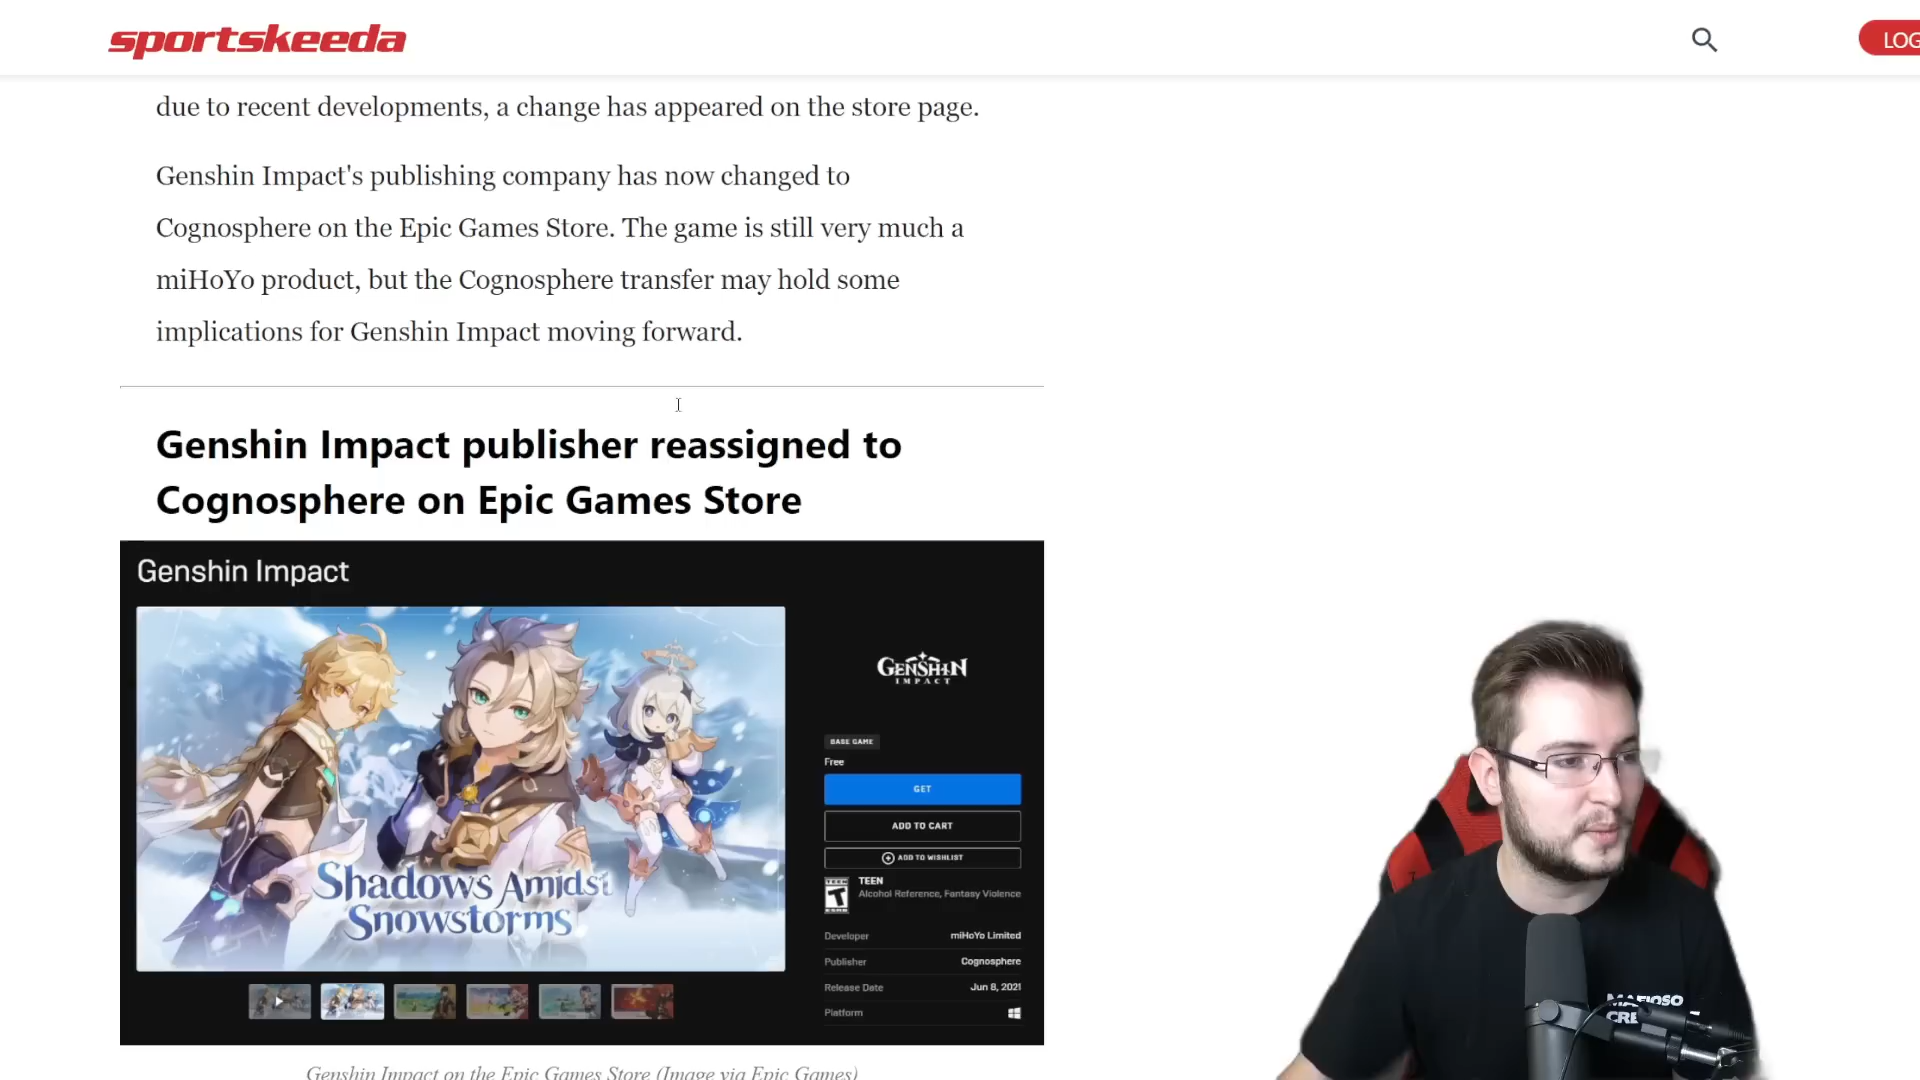 sportskeeda
LOG
due to recent developments, a change has appeared on the store page.
Genshin Impact's publishing company has now changed to
Cognosphere on the Epic Games Store. The game is still very much a
miHoYo product, but the Cognosphere transfer may hold some
implications for Genshin Impact moving forward.
Genshin Impact publisher reassigned to
Cognosphere on Epic Games Store
Genshin Impact
GENSHIN
IMPACT
Shadows Amidst
Snowstorms
BASE GAME
Free
GET
ADD TO CART
ADD TO WISHLIST
TEEN
T
ESRB
TEEN
Alcohol Reference, Fantasy Violence
Developer miHoYo Limited
Publisher Cognosphere
Release Date Jun 8, 2021
Platform
Genshin Impact on the Epic Games Store (Image via Epic Games)
MAFIOSO
CRE